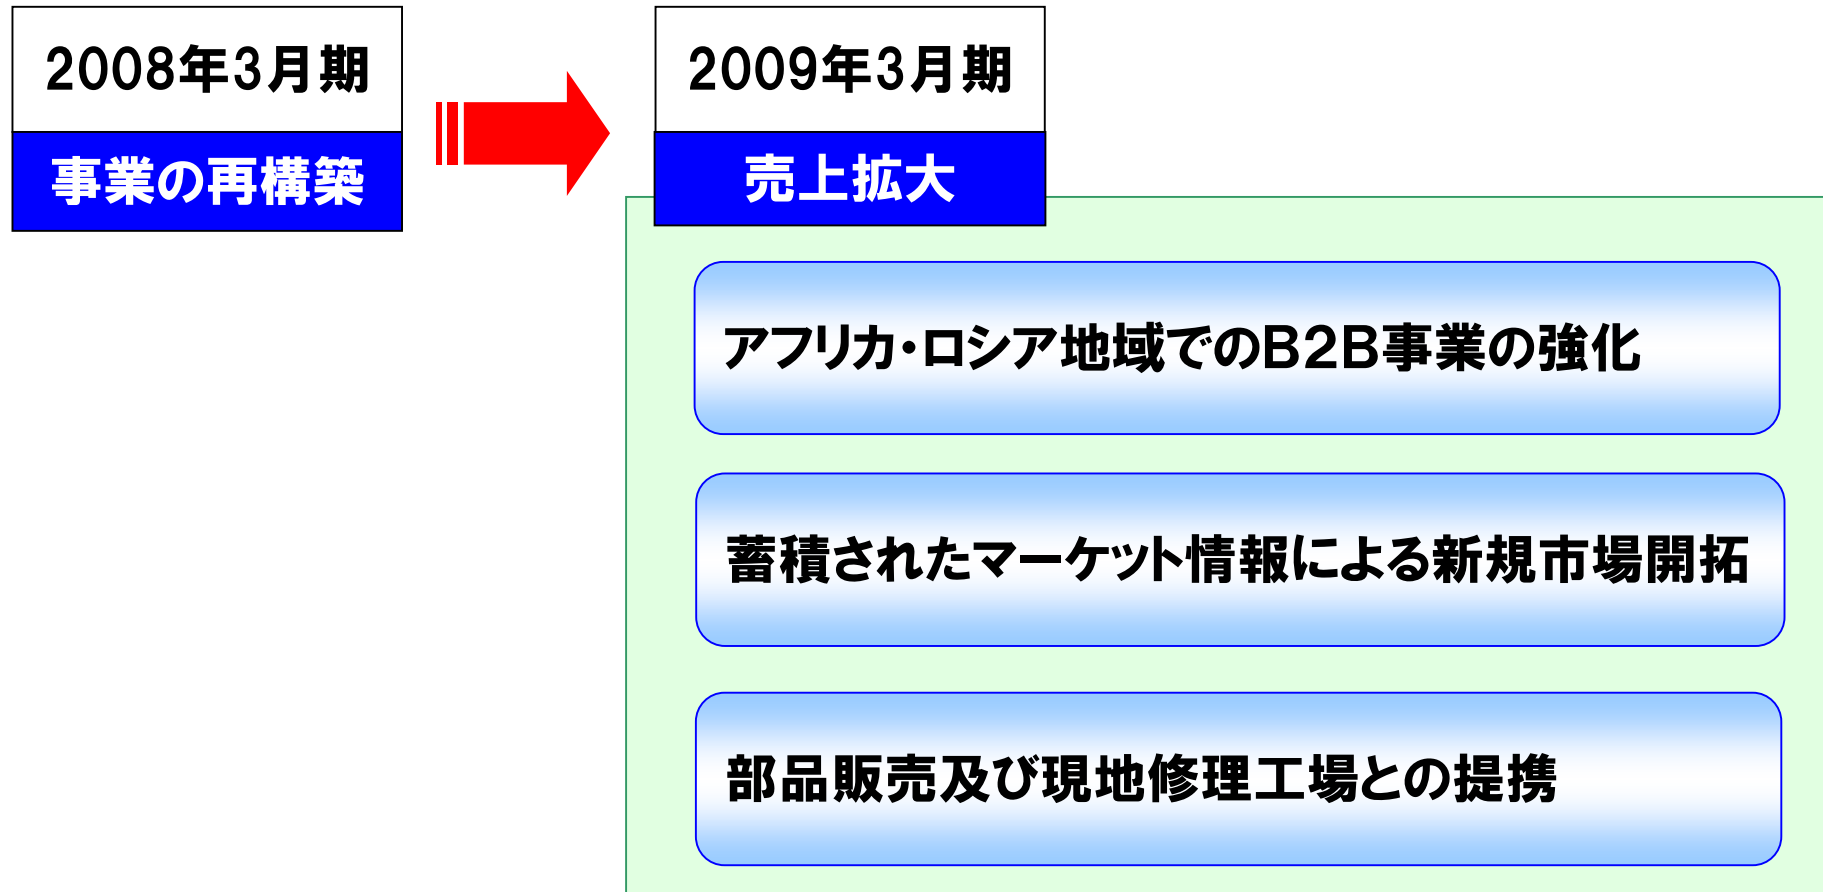 2008年3月期
事業の再構築
2009年3月期
売上拡大
アフリカ・ロシア地域でのB2B事業の強化
蓄積されたマーケット情報による新規市場開拓
部品販売及び現地修理工場との提携